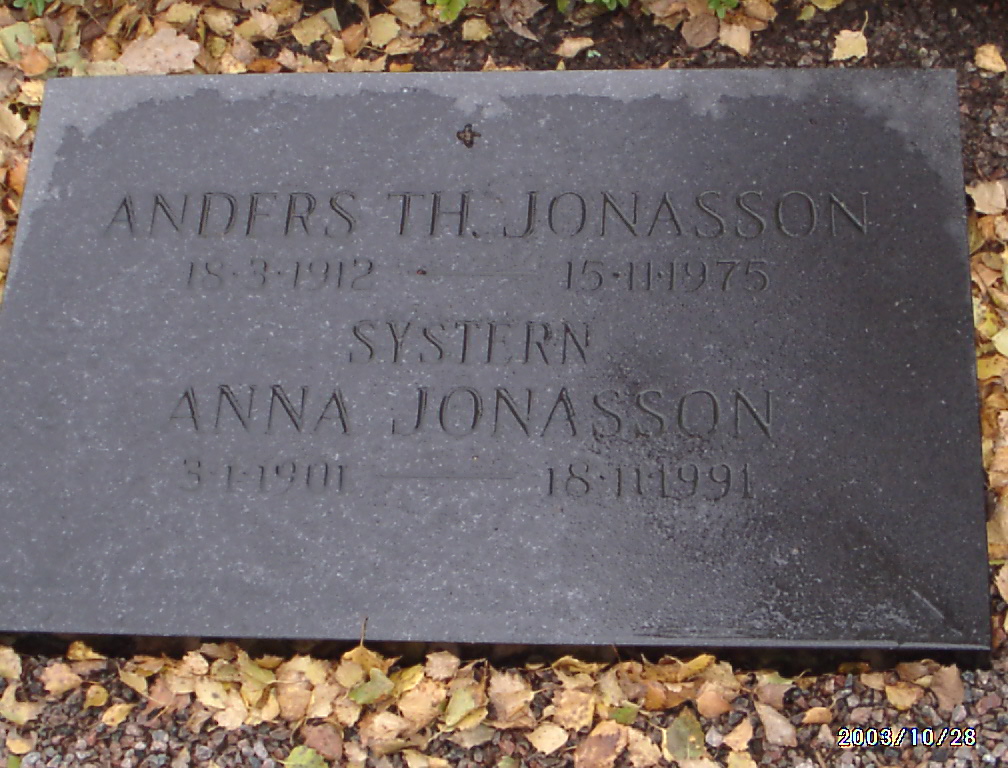 ANDERS TH. JONASSON
18·3·1912 — 15·11·1975
SYSTERN
ANNA JONASSON
3·1·1901 — 18·11·1991
2003/10/28